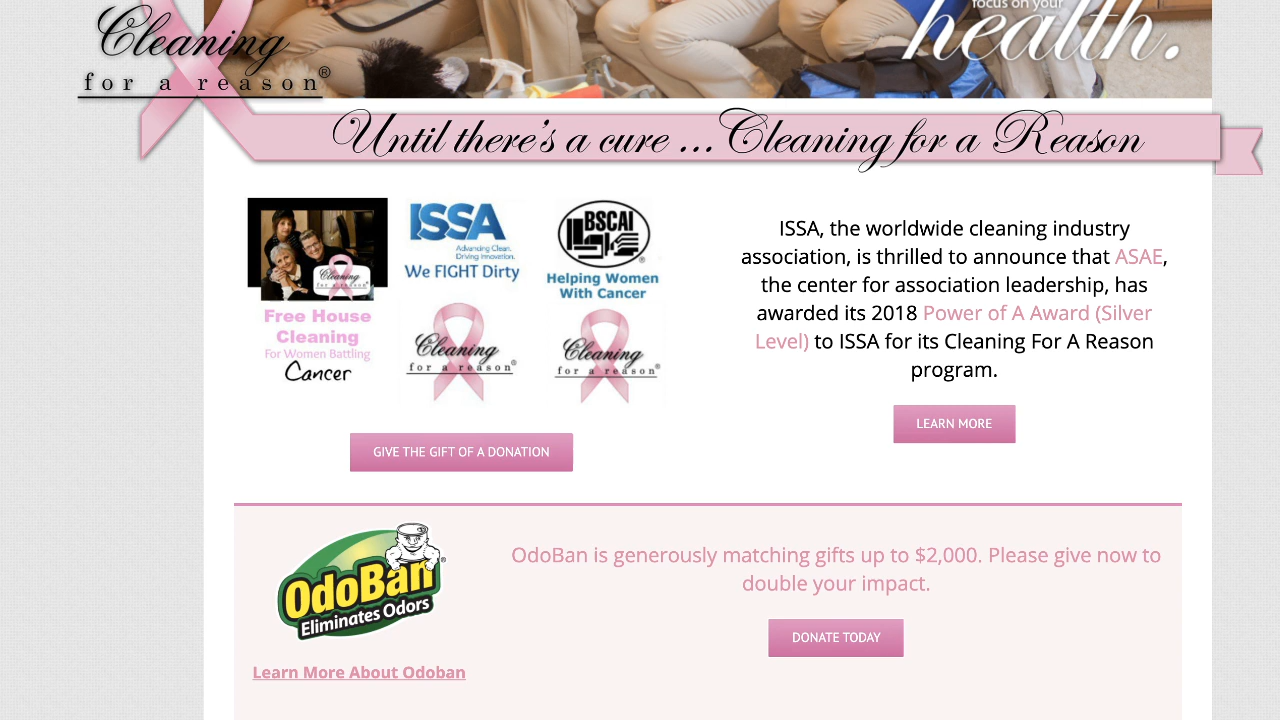 focus on your
health.
Cleaning
for a reason®
Until there's a cure ... Cleaning for a Reason
ISSA
Advancing Clean.
Driving Innovation.
We FIGHT Dirty
BSCAI
®
Helping Women
With Cancer
Cleaning
for a reason
Free House
Cleaning
For Women Battling
Cancer
Cleaning
for a reason®
Cleaning
for a reason®
GIVE THE GIFT OF A DONATION
ISSA, the worldwide cleaning industry
association, is thrilled to announce that ASAE,
the center for association leadership, has
awarded its 2018 Power of A Award (Silver
Level) to ISSA for its Cleaning For A Reason
program.
LEARN MORE
OdoBan®
Eliminates Odors
Learn More About Odoban
OdoBan is generously matching gifts up to $2,000. Please give now to
double your impact.
DONATE TODAY